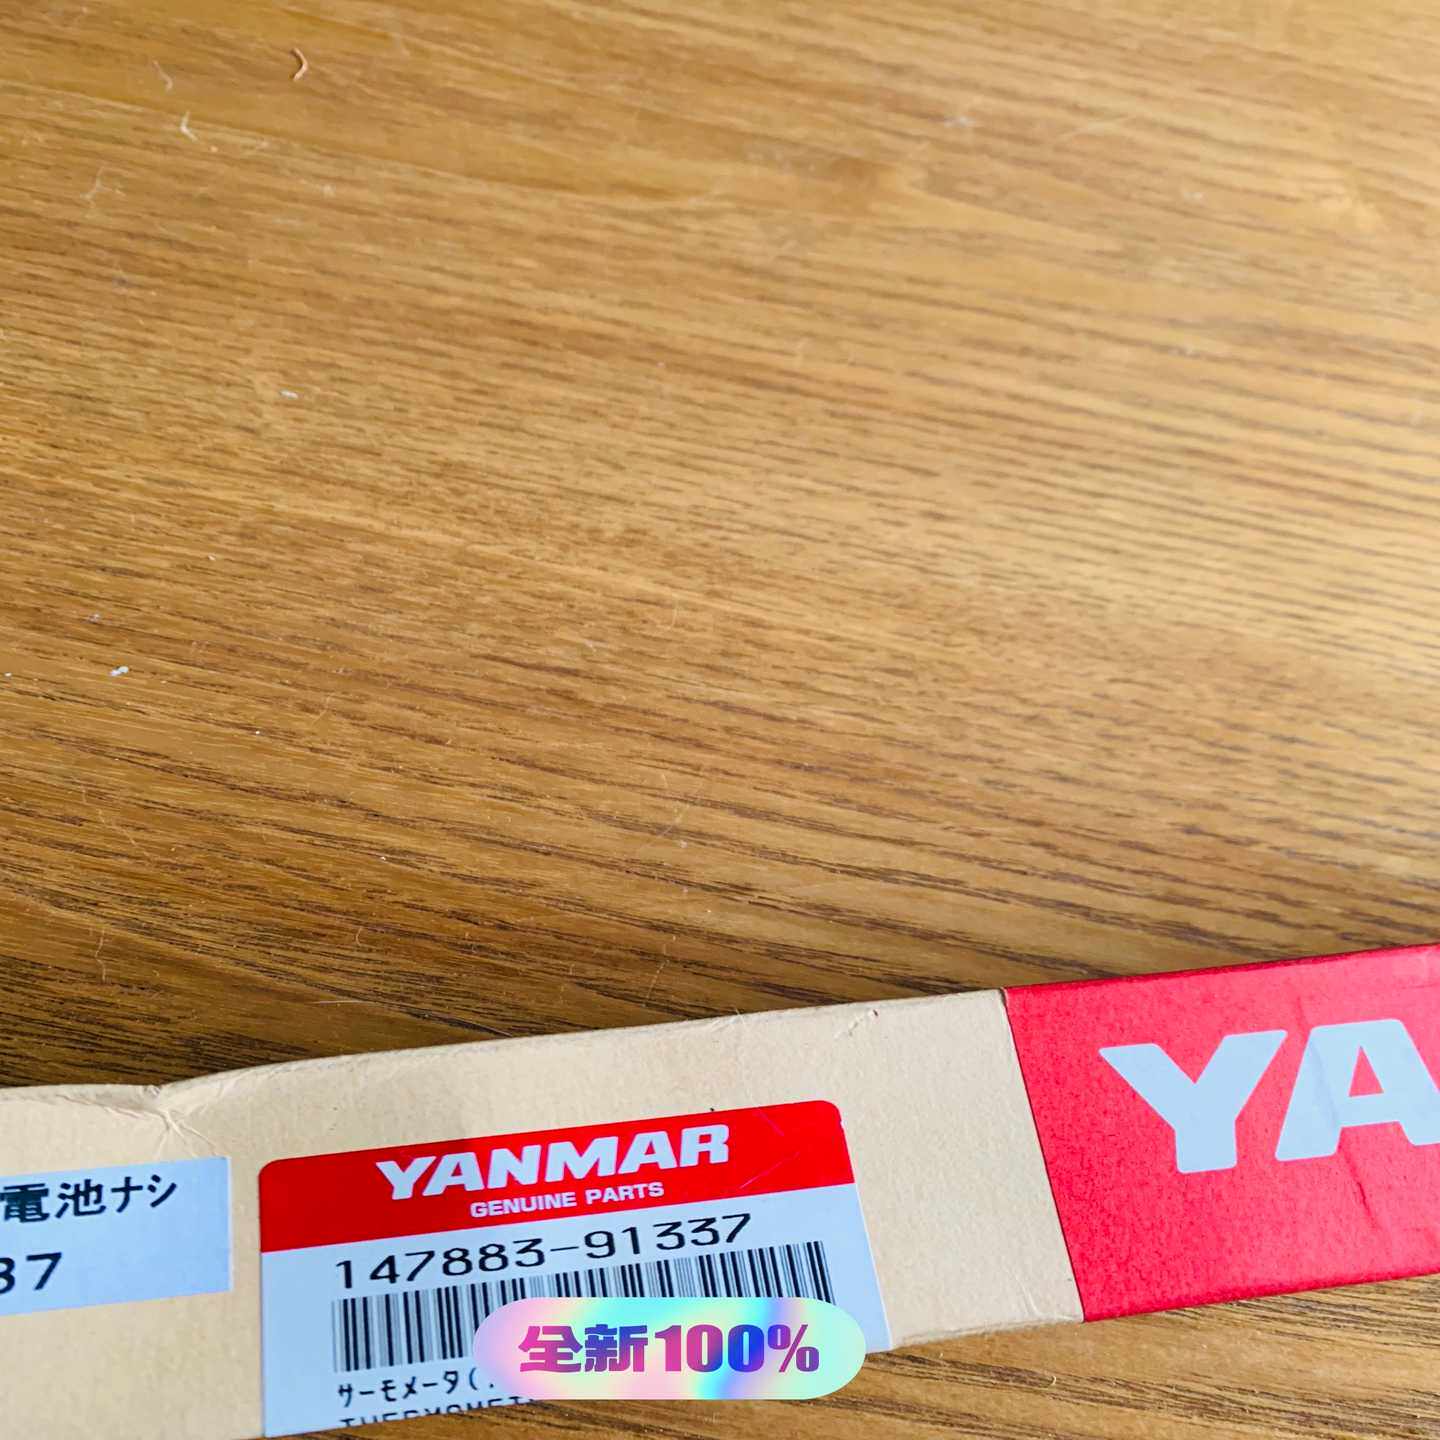 電池ナシ
37
YANMAR
GENUINE PARTS
147883-91337
サーモメータ(
全新100%
YA